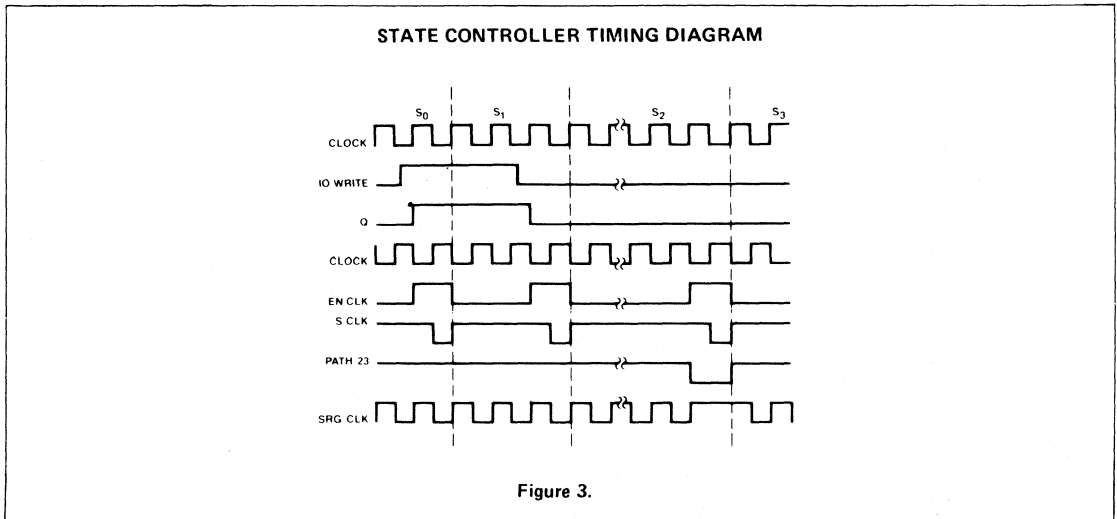 STATE CONTROLLER TIMING DIAGRAM
S0 S1 S2 S3
CLOCK
IO WRITE
Q
CLOCK
EN CLK
S CLK
PATH 23
SRG CLK
Figure 3.